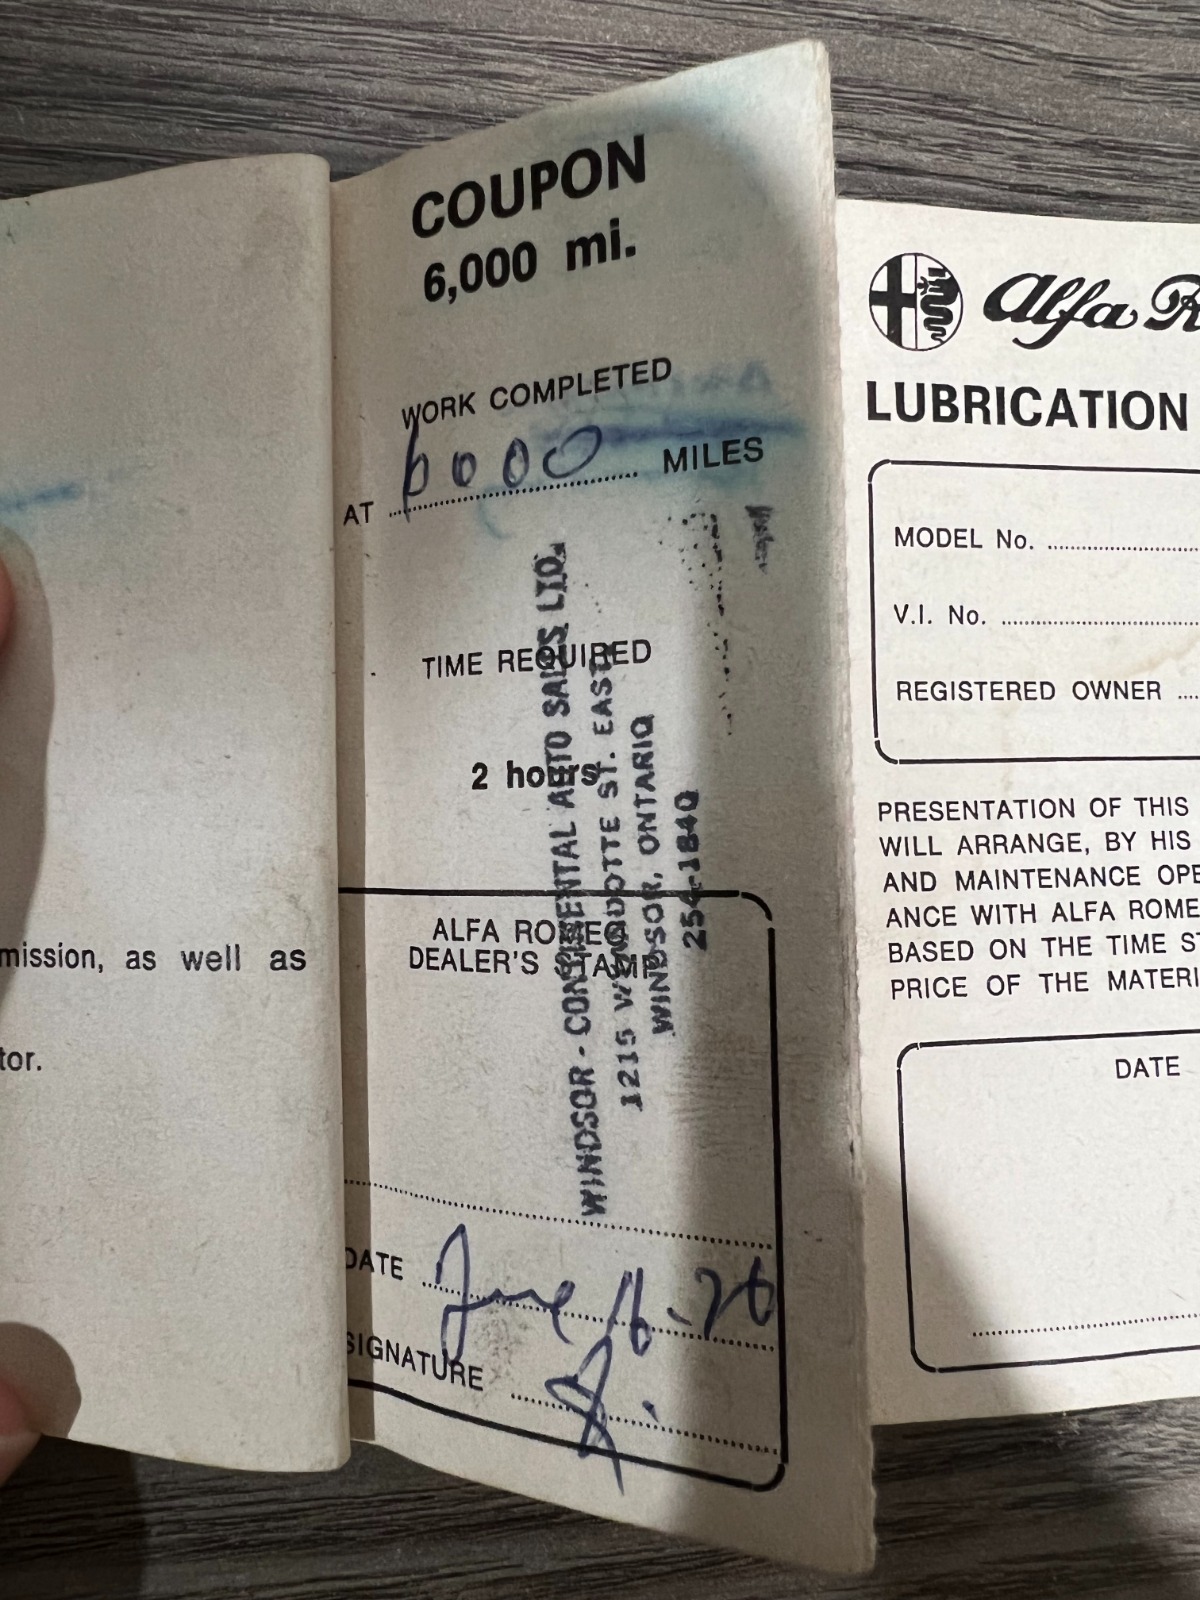 mission, as well as
tor.
COUPON
6,000 mi.
WORK COMPLETED
AT 6000 MILES
TIME REQUIRED
2 hours
ALFA ROMEO
DEALER'S STAMP
WINDSOR - CONTINENTAL AUTO SALES LTD.
1215 WYANDOTTE ST. EAST
WINDSOR, ONTARIO
254-1840
DATE June 16.76
SIGNATURE
Alfa R
LUBRICATION
MODEL No.
V.I. No.
REGISTERED OWNER
PRESENTATION OF THIS
WILL ARRANGE, BY HIS
AND MAINTENANCE OPE
ANCE WITH ALFA ROME
BASED ON THE TIME ST
PRICE OF THE MATERI
DATE